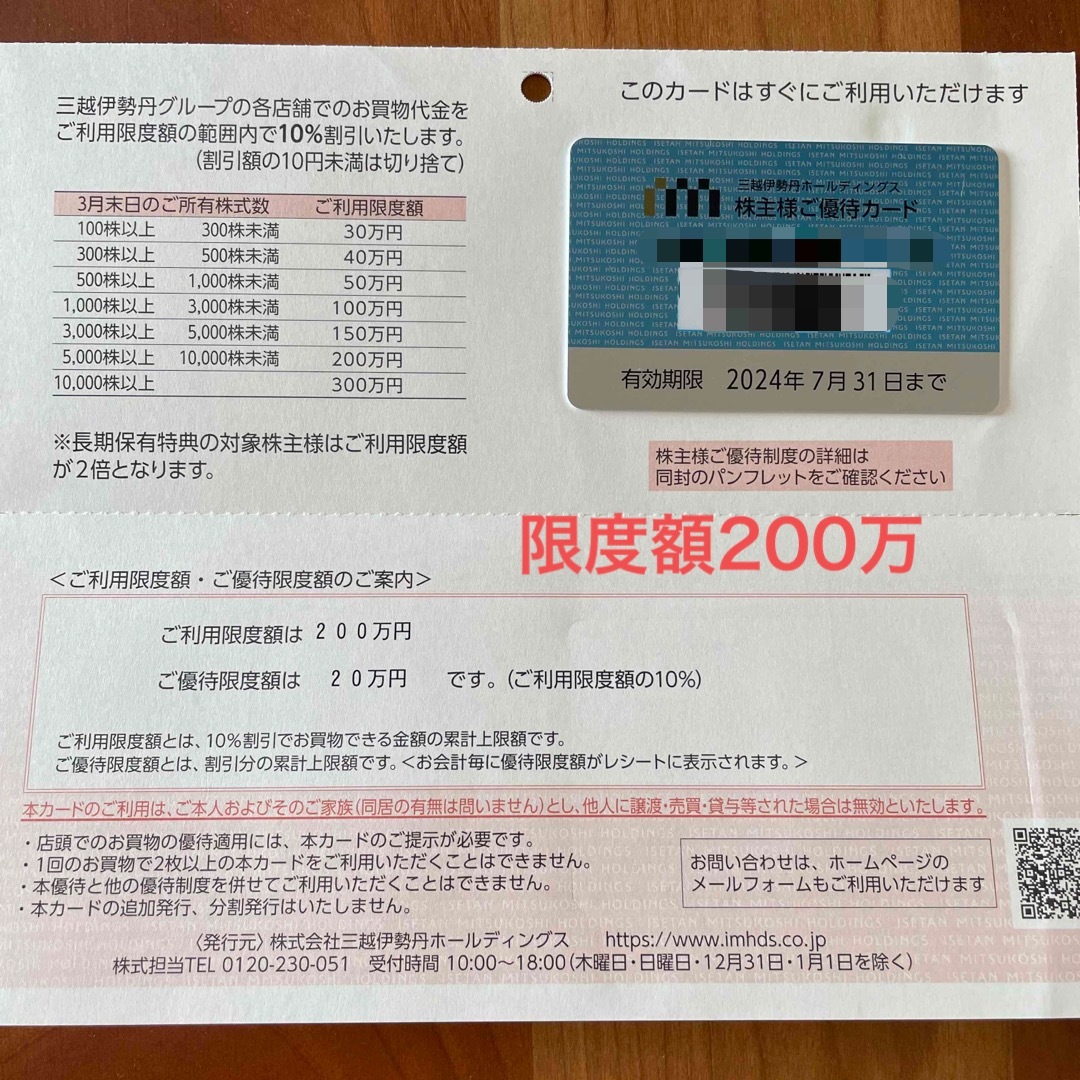 三越伊勢丹グループの各店舗でのお買物代金を
ご利用限度額の範囲内で10%割引いたします。
(割引額の10円未満は切り捨て)
3月末日のご所有株式数 ご利用限度額
100株以上 300株未満 30万円
300株以上 500株未満 40万円
500株以上 1,000株未満 50万円
1,000株以上 3,000株未満 100万円
3,000株以上 5,000株未満 150万円
5,000株以上 10,000株未満 200万円
10,000株以上 300万円
※長期保有特典の対象株主様はご利用限度額
が2倍となります。
このカードはすぐにご利用いただけます
三越伊勢丹ホールディングス
株主様ご優待カード
有効期限 2024年7月31日まで
株主様ご優待制度の詳細は
同封のパンフレットをご確認ください
限度額200万
＜ご利用限度額・ご優待限度額のご案内＞
ご利用限度額は 200万円
ご優待限度額は 20万円 です。(ご利用限度額の10%)
ご利用限度額とは、10%割引でお買物できる金額の累計上限額です。
ご優待限度額とは、割引分の累計上限額です。＜お会計毎に優待限度額がレシートに表示されます。＞
本カードのご利用は、ご本人およびそのご家族(同居の有無は問いません)とし、他人に譲渡・売買・貸与等された場合は無効といたします。
・店頭でのお買物の優待適用には、本カードのご提示が必要です。
・1回のお買物で2枚以上の本カードをご利用いただくことはできません。
・本優待と他の優待制度を併せてご利用いただくことはできません。
・本カードの追加発行、分割発行はいたしません。
お問い合わせは、ホームページの
メールフォームもご利用いただけます
〈発行元〉株式会社三越伊勢丹ホールディングス https://www.imhds.co.jp
株式担当TEL 0120-230-051 受付時間 10:00～18:00(木曜日・日曜日・12月31日・1月1日を除く)